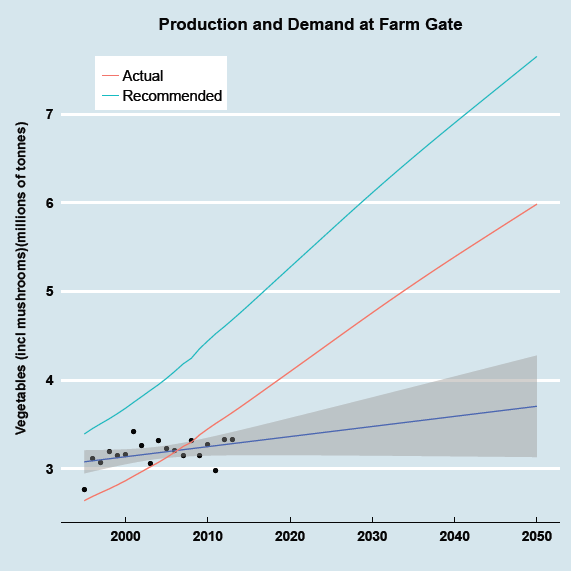 Production and Demand at Farm Gate
Actual
Recommended
Vegetables (incl mushrooms)(millions of tonnes)
7
6
5
4
3
2000 2010 2020 2030 2040 2050